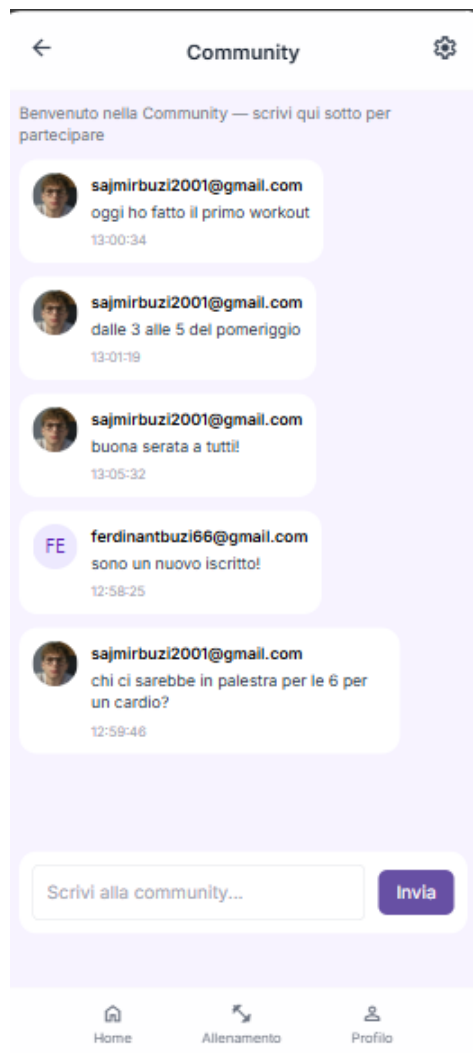 Community
Benvenuto nella Community — scrivi qui sotto per
partecipare
sajmirbuzi2001@gmail.com
oggi ho fatto il primo workout
13:00:34
sajmirbuzi2001@gmail.com
dalle 3 alle 5 del pomeriggio
13:01:19
sajmirbuzi2001@gmail.com
buona serata a tutti!
13:05:32
FE
ferdinantbuzi66@gmail.com
sono un nuovo iscritto!
12:58:25
sajmirbuzi2001@gmail.com
chi ci sarebbe in palestra per le 6 per
un cardio?
12:59:46
Scrivi alla community...
Invia
Home
Allenamento
Profilo